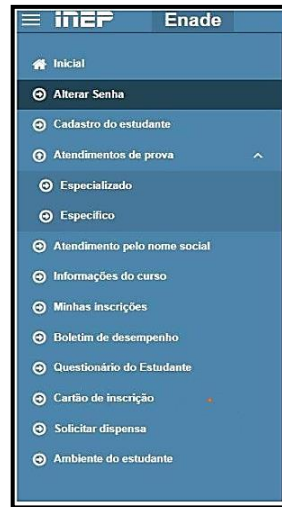 inep Enade
Inicial
Alterar Senha
Cadastro do estudante
Atendimentos de prova
Especializado
Específico
Atendimento pelo nome social
Informações do curso
Minhas inscrições
Boletim de desempenho
Questionário do Estudante
Cartão de inscrição
Solicitar dispensa
Ambiente do estudante